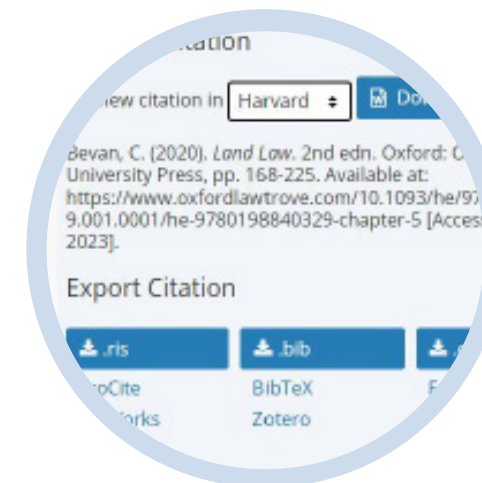 iew citation in Harvard
Bevan, C. (2020). Land Law. 2nd edn. Oxford: O
University Press, pp. 168-225. Available at:
https://www.oxfordlawtrove.com/10.1093/he/97
9.001.0001/he-9780198840329-chapter-5 [Acces
2023].
Export Citation
.ris .bib
BibTeX
Zotero